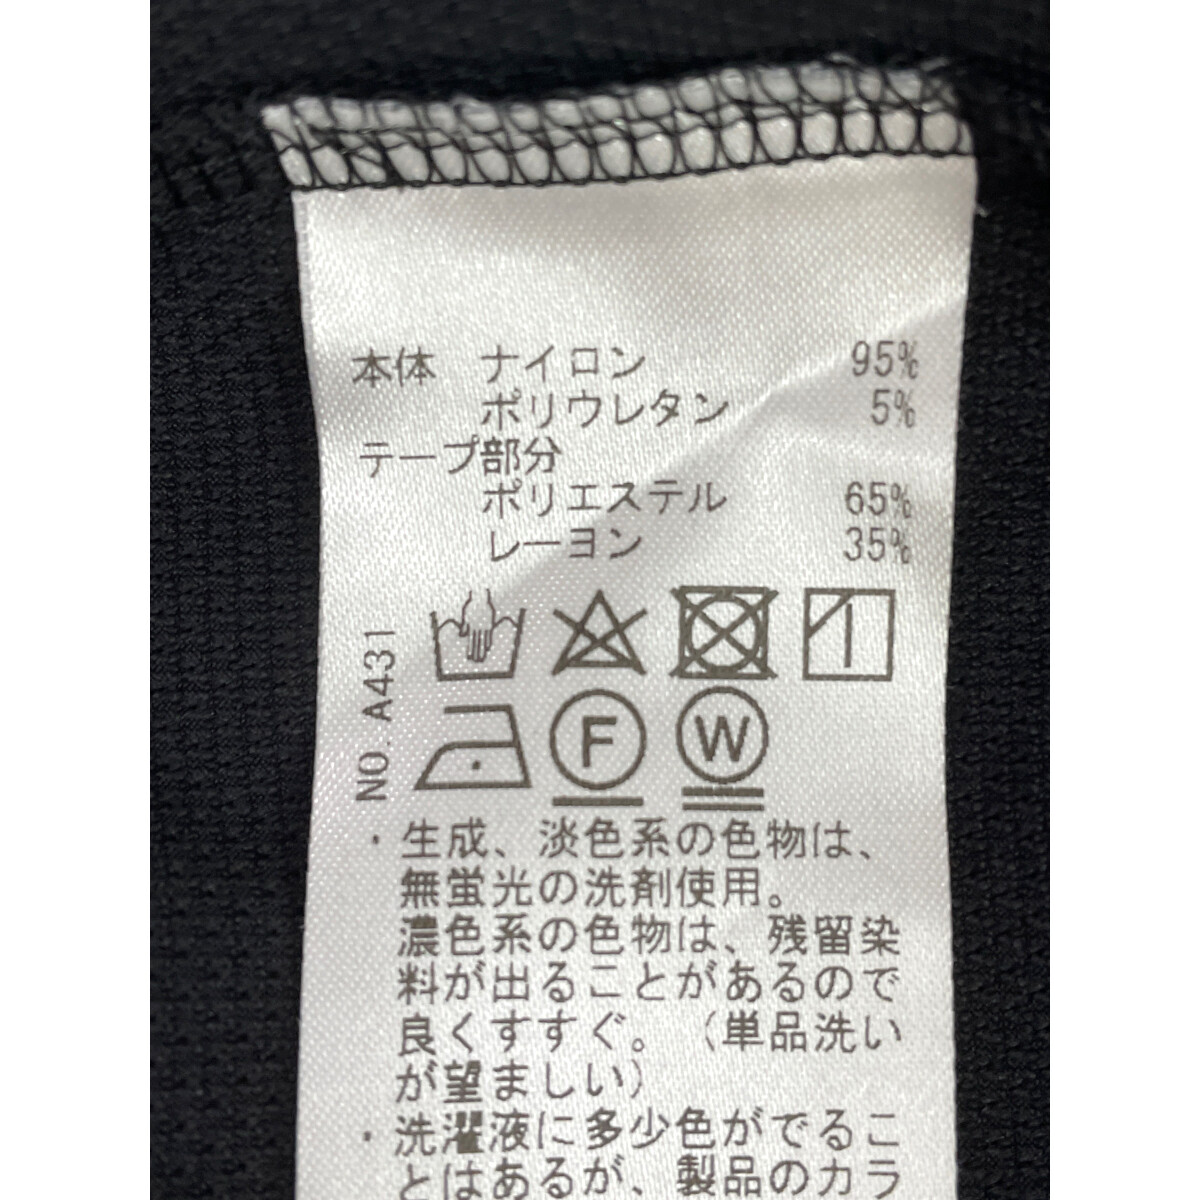 本体 ナイロン 95%
ポリウレタン 5%
テープ部分
ポリエステル 65%
レーヨン 35%
NO. A431
F
W
・生成、淡色系の色物は、
無蛍光の洗剤使用。
濃色系の色物は、残留染
料が出ることがあるので
良くすすぐ。（単品洗い
が望ましい）
・洗濯液に多少色がでるこ
とはあるが、製品のカラ